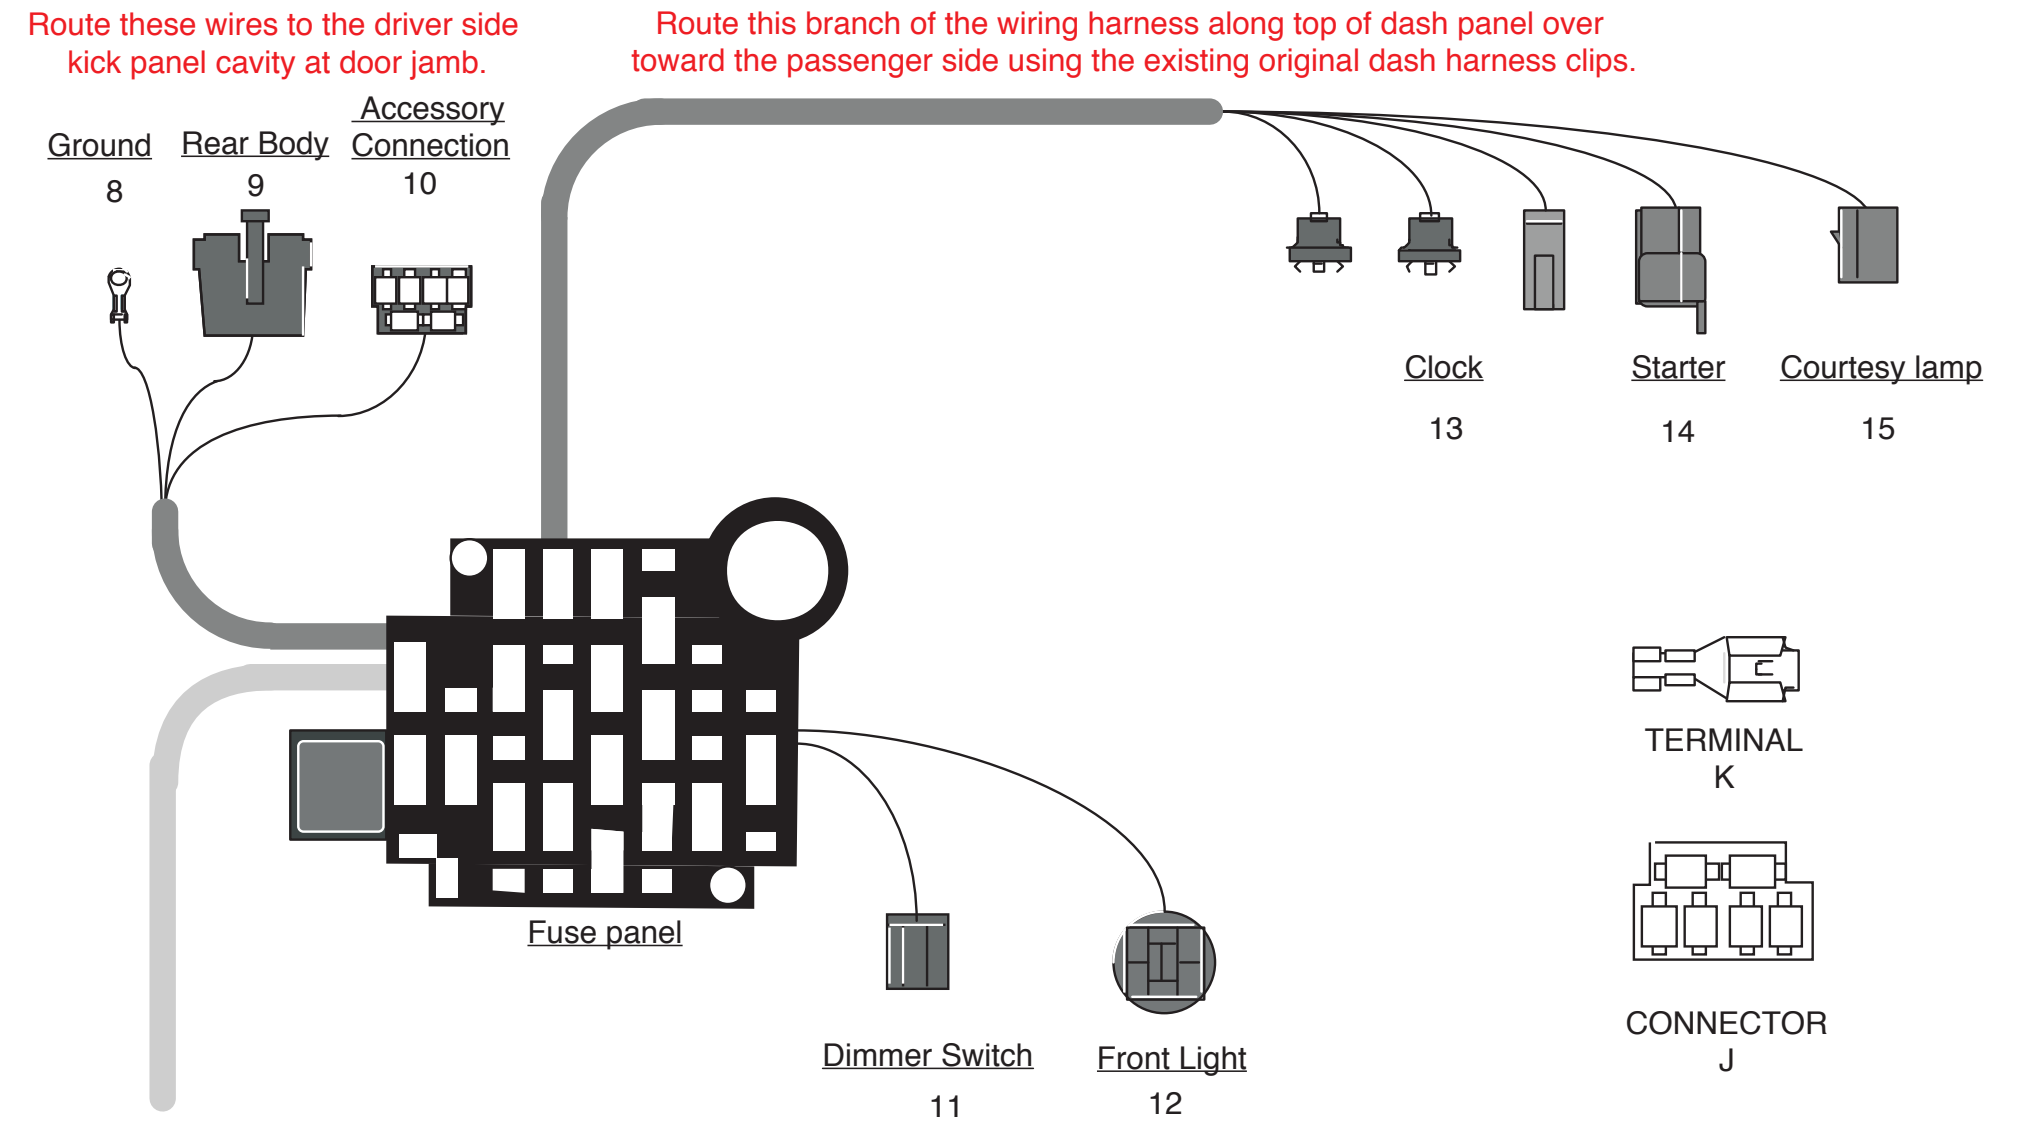 Route these wires to the driver side
kick panel cavity at door jamb.
Route this branch of the wiring harness along top of dash panel over
toward the passenger side using the existing original dash harness clips.
Ground
8
Rear Body
9
Accessory
Connection
10
Clock
13
Starter
14
Courtesy lamp
15
TERMINAL
K
Fuse panel
CONNECTOR
J
Dimmer Switch
11
Front Light
12